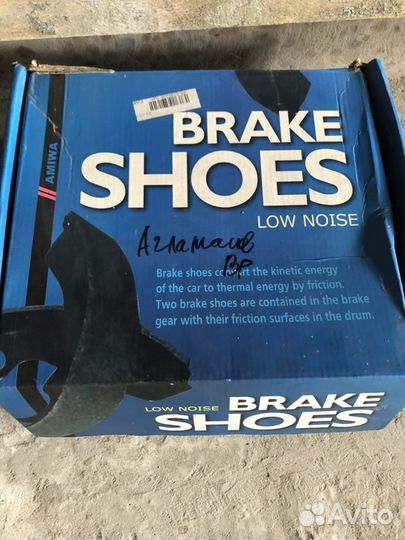 AMIWA
BRAKE
SHOES
LOW NOISE
Brake shoes convert the kinetic energy
of the car to thermal energy by friction.
Two brake shoes are contained in the brake
gear with their friction surfaces in the drum.
AMIWA
LOW NOISE BRAKE
SHOES
Avito